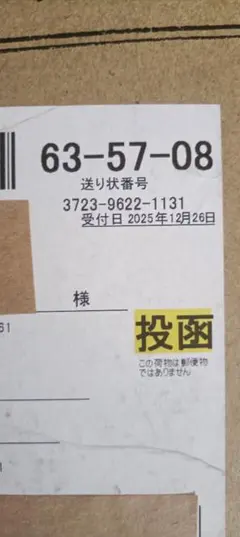 63-57-08
送り状番号
3723-9622-1131
受付日 2025年12月26日
様
61
投函
この荷物は郵便物
ではありません